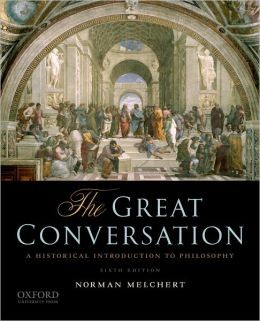 The GREAT
CONVERSATION
A HISTORICAL INTRODUCTION TO PHILOSOPHY
SIXTH EDITION
NORMAN MELCHERT
OXFORD
UNIVERSITY PRESS